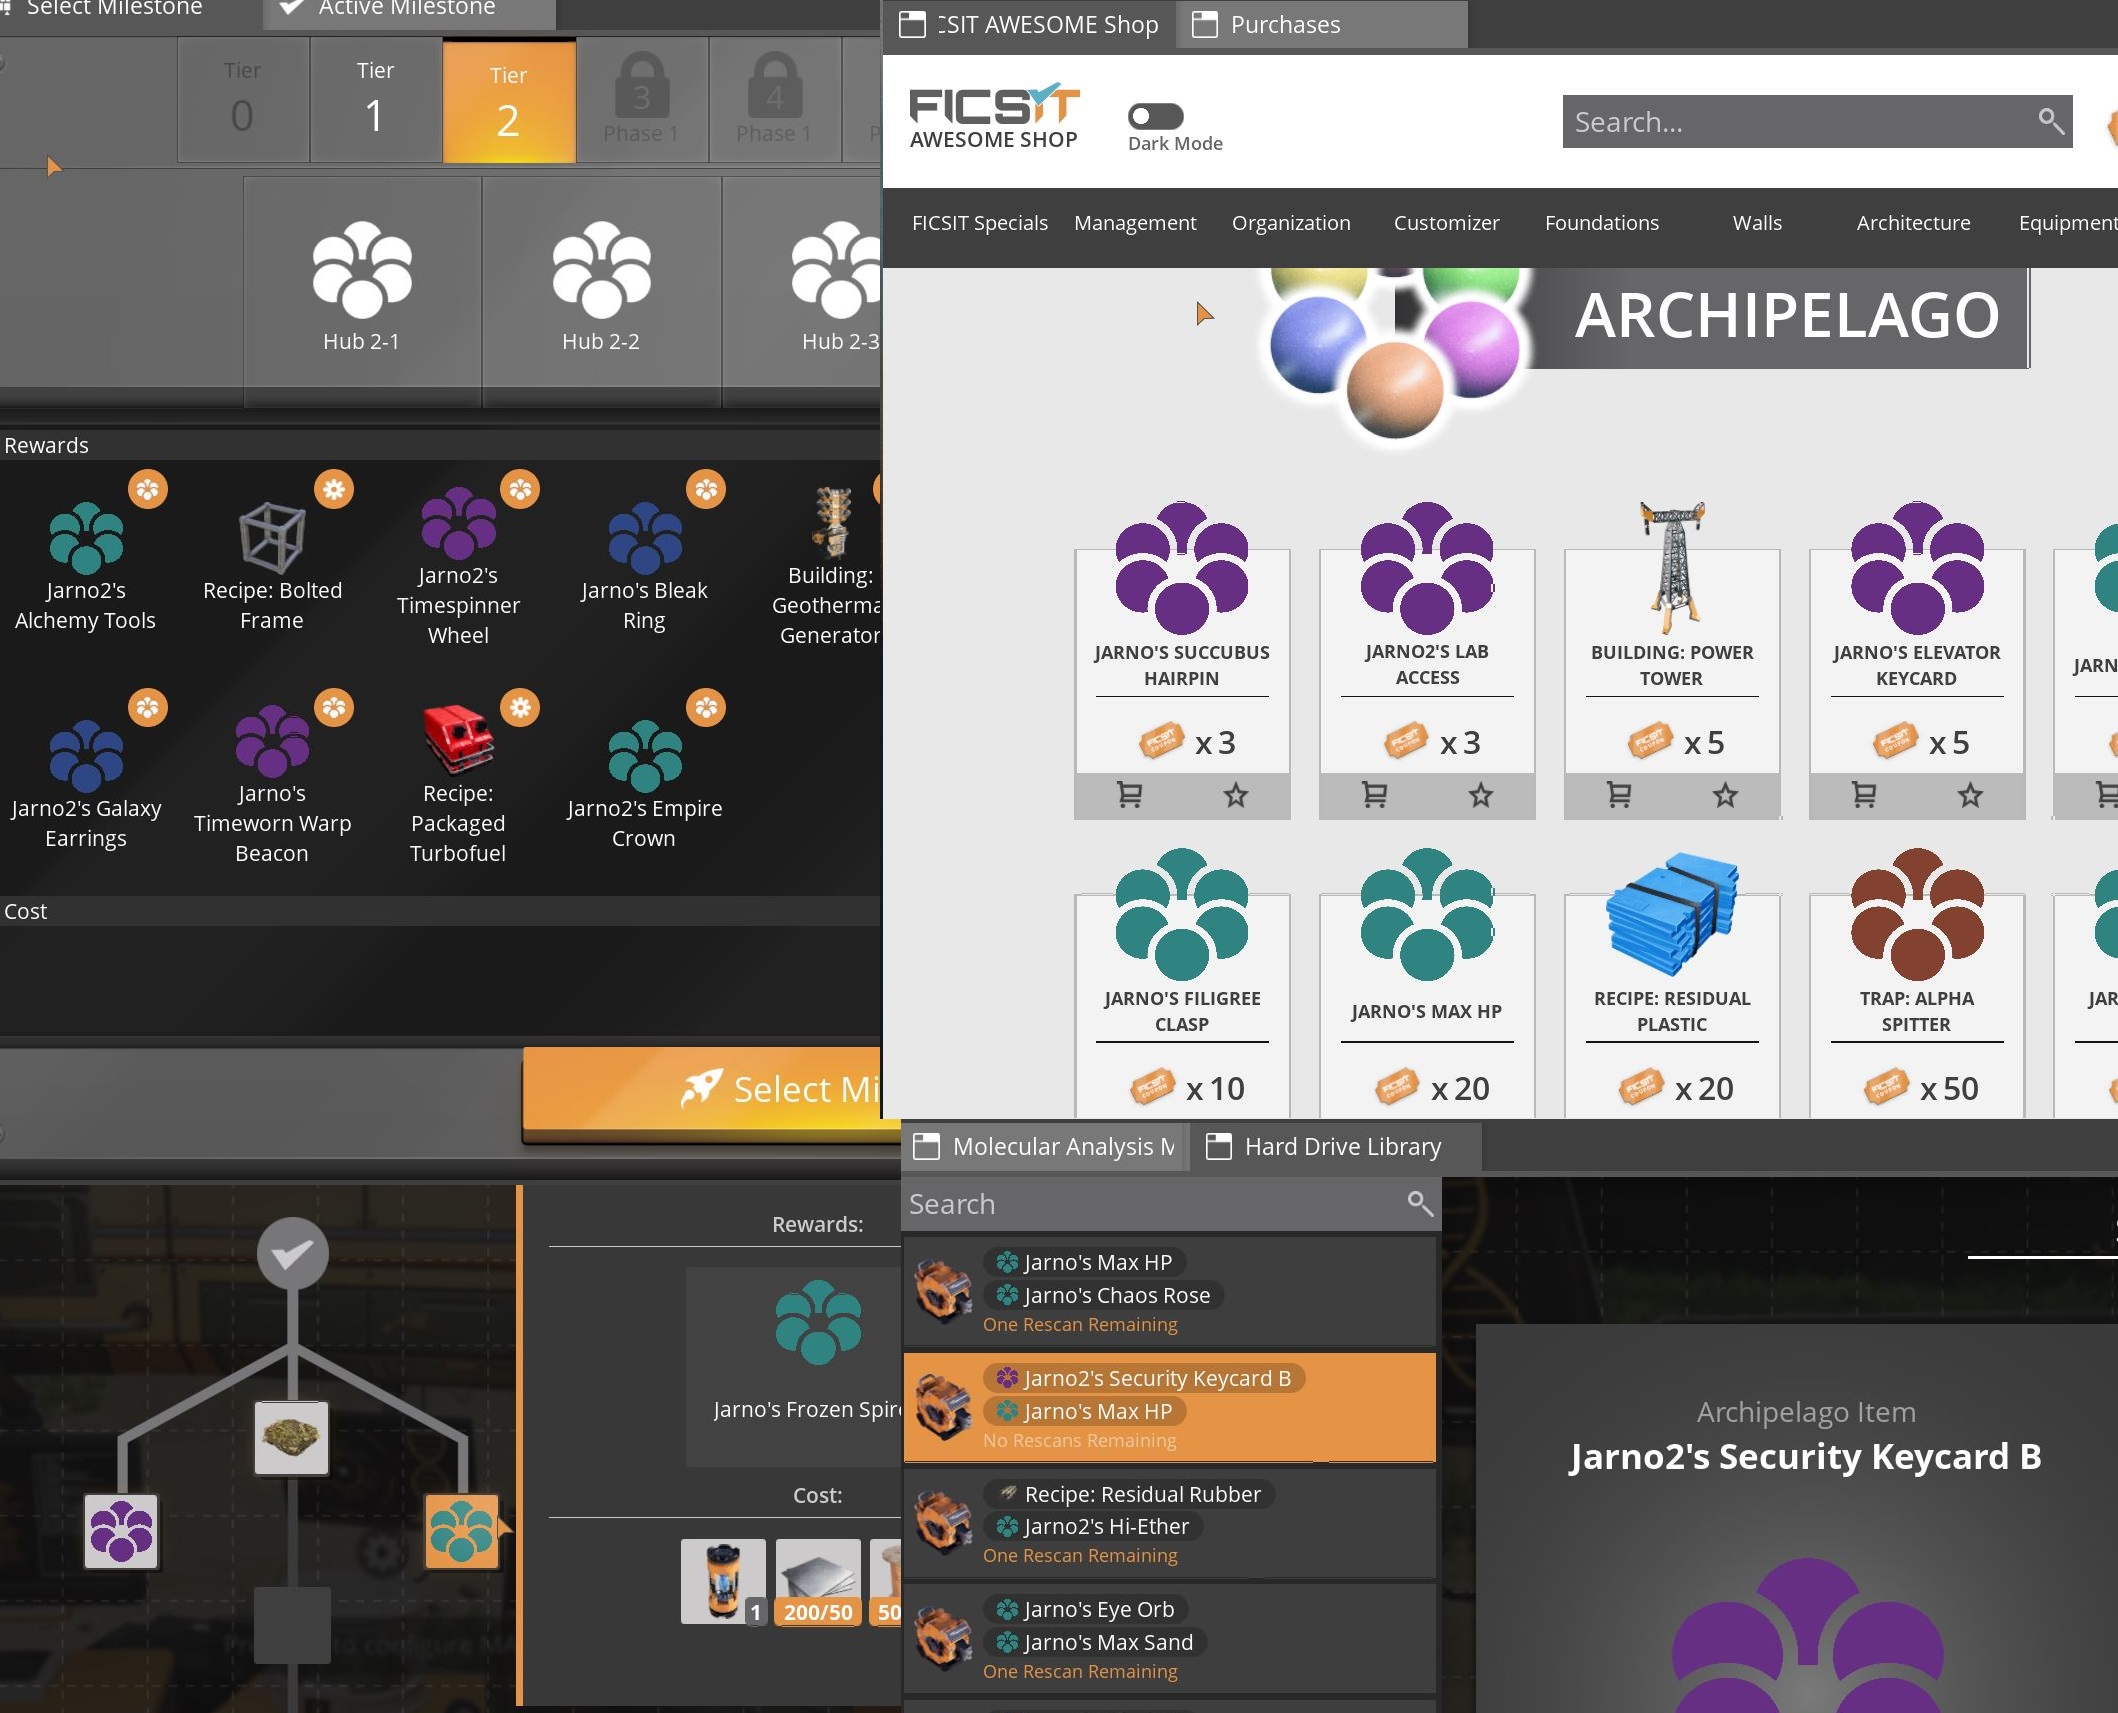 Select Milestone
Active Milestone
Tier
0
Tier
1
Tier
2
3
Phase 1
4
Phase 1
Hub 2-1
Hub 2-2
Hub 2-3
Rewards
Jarno2's
Alchemy Tools
Recipe: Bolted
Frame
Jarno2's
Timespinner
Wheel
Jarno's Bleak
Ring
Building:
Geotherma
Generator
Jarno2's Galaxy
Earrings
Jarno's
Timeworn Warp
Beacon
Recipe:
Packaged
Turbofuel
Jarno2's Empire
Crown
Cost
Select Mi
CSIT AWESOME Shop
Purchases
FICSIT
AWESOME SHOP
Dark Mode
Search...
FICSIT Specials
Management
Organization
Customizer
Foundations
Walls
Architecture
Equipment
ARCHIPELAGO
JARNO'S SUCCUBUS
HAIRPIN
x 3
JARNO2'S LAB
ACCESS
x 3
BUILDING: POWER
TOWER
x 5
JARNO'S ELEVATOR
KEYCARD
x 5
JARN
JARNO'S FILIGREE
CLASP
x 10
JARNO'S MAX HP
x 20
RECIPE: RESIDUAL
PLASTIC
x 20
TRAP: ALPHA
SPITTER
x 50
JAR
Rewards:
Jarno's Frozen Spir
Cost:
1
200/50
50
Molecular Analysis M
Hard Drive Library
Search
Jarno's Max HP
Jarno's Chaos Rose
One Rescan Remaining
Jarno2's Security Keycard B
Jarno's Max HP
No Rescans Remaining
Recipe: Residual Rubber
Jarno2's Hi-Ether
One Rescan Remaining
Jarno's Eye Orb
Jarno's Max Sand
One Rescan Remaining
Archipelago Item
Jarno2's Security Keycard B